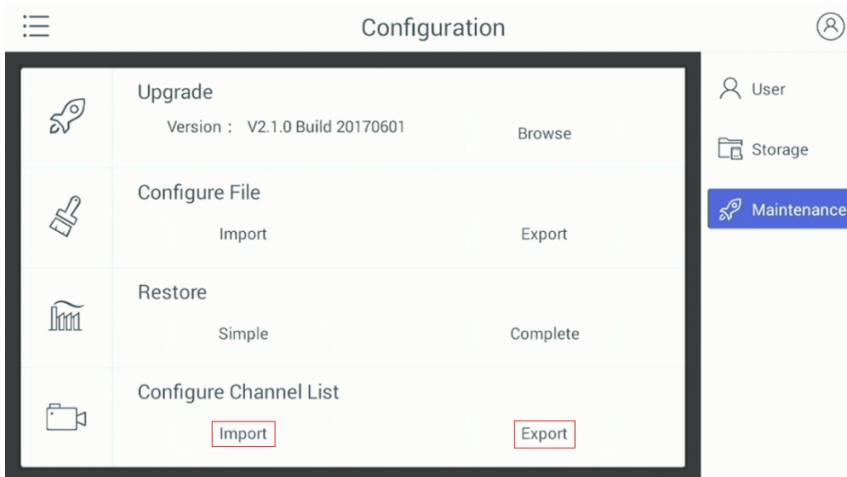 Configuration
Upgrade
Version : V2.1.0 Build 20170601
Browse
Configure File
Import Export
Restore
Simple Complete
Configure Channel List
Import Export
User
Storage
Maintenance